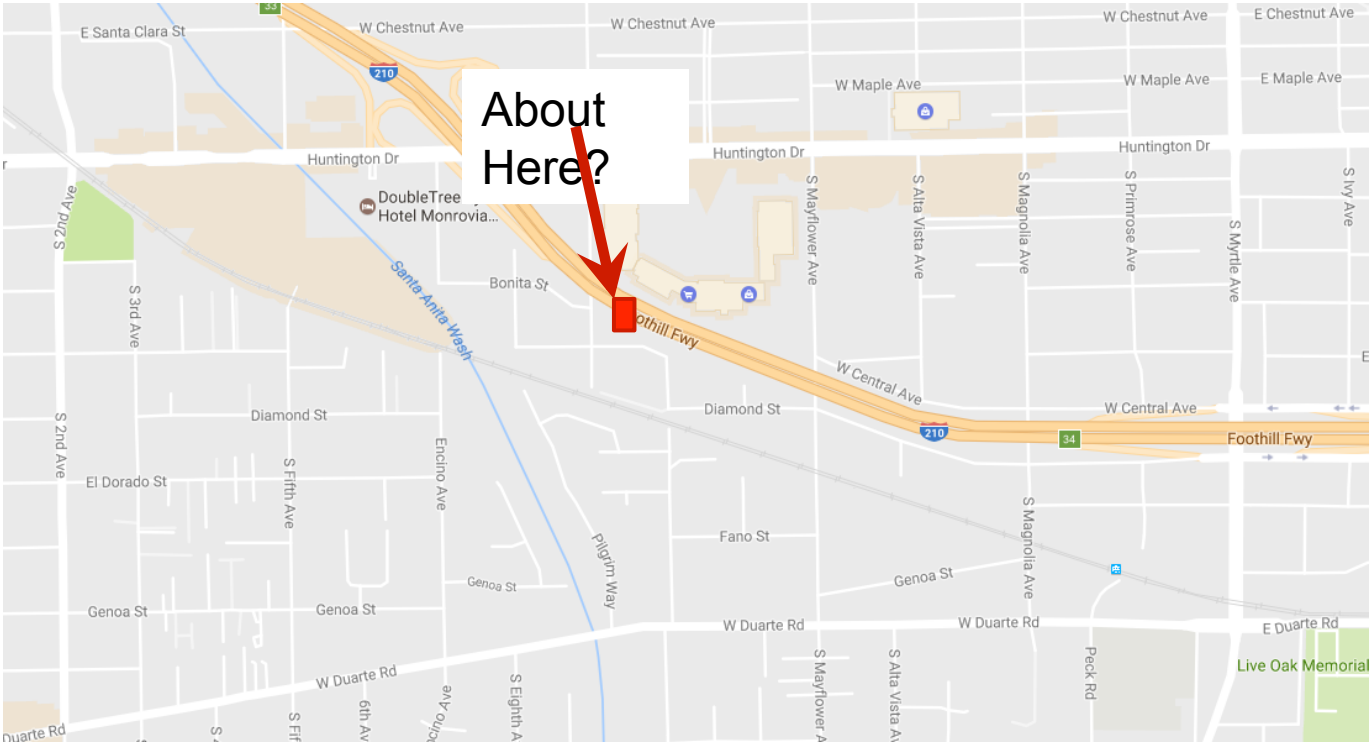 33
E Santa Clara St
W Chestnut Ave
W Chestnut Ave
W Chestnut Ave
E Chestnut Ave
210
W Maple Ave
W Maple Ave
E Maple Ave
About
Here?
Huntington Dr
Huntington Dr
Huntington Dr
r
DoubleTree
Hotel Monrovia...
S 2nd Ave
S Mayflower Ave
S Alta Vista Ave
S Magnolia Ave
S Primrose Ave
S Myrtle Ave
S Ivy Ave
Santa Anita Wash
Bonita St
S 3rd Ave
othill Fwy
W Central Ave
E
S 2nd Ave
Diamond St
Diamond St
W Central Ave
210
34
Foothill Fwy
Encino Ave
S Fifth Ave
El Dorado St
S Magnolia Ave
Fano St
Pilgrim Way
Genoa St
Genoa St
Genoa St
Genoa St
W Duarte Rd
W Duarte Rd
E Duarte Rd
Live Oak Memorial
W Duarte Rd
Peck Rd
S Mayflower A
S Alta Vista A
S Eighth A
cino Ave
6th Av
S Fif
Duarte Rd